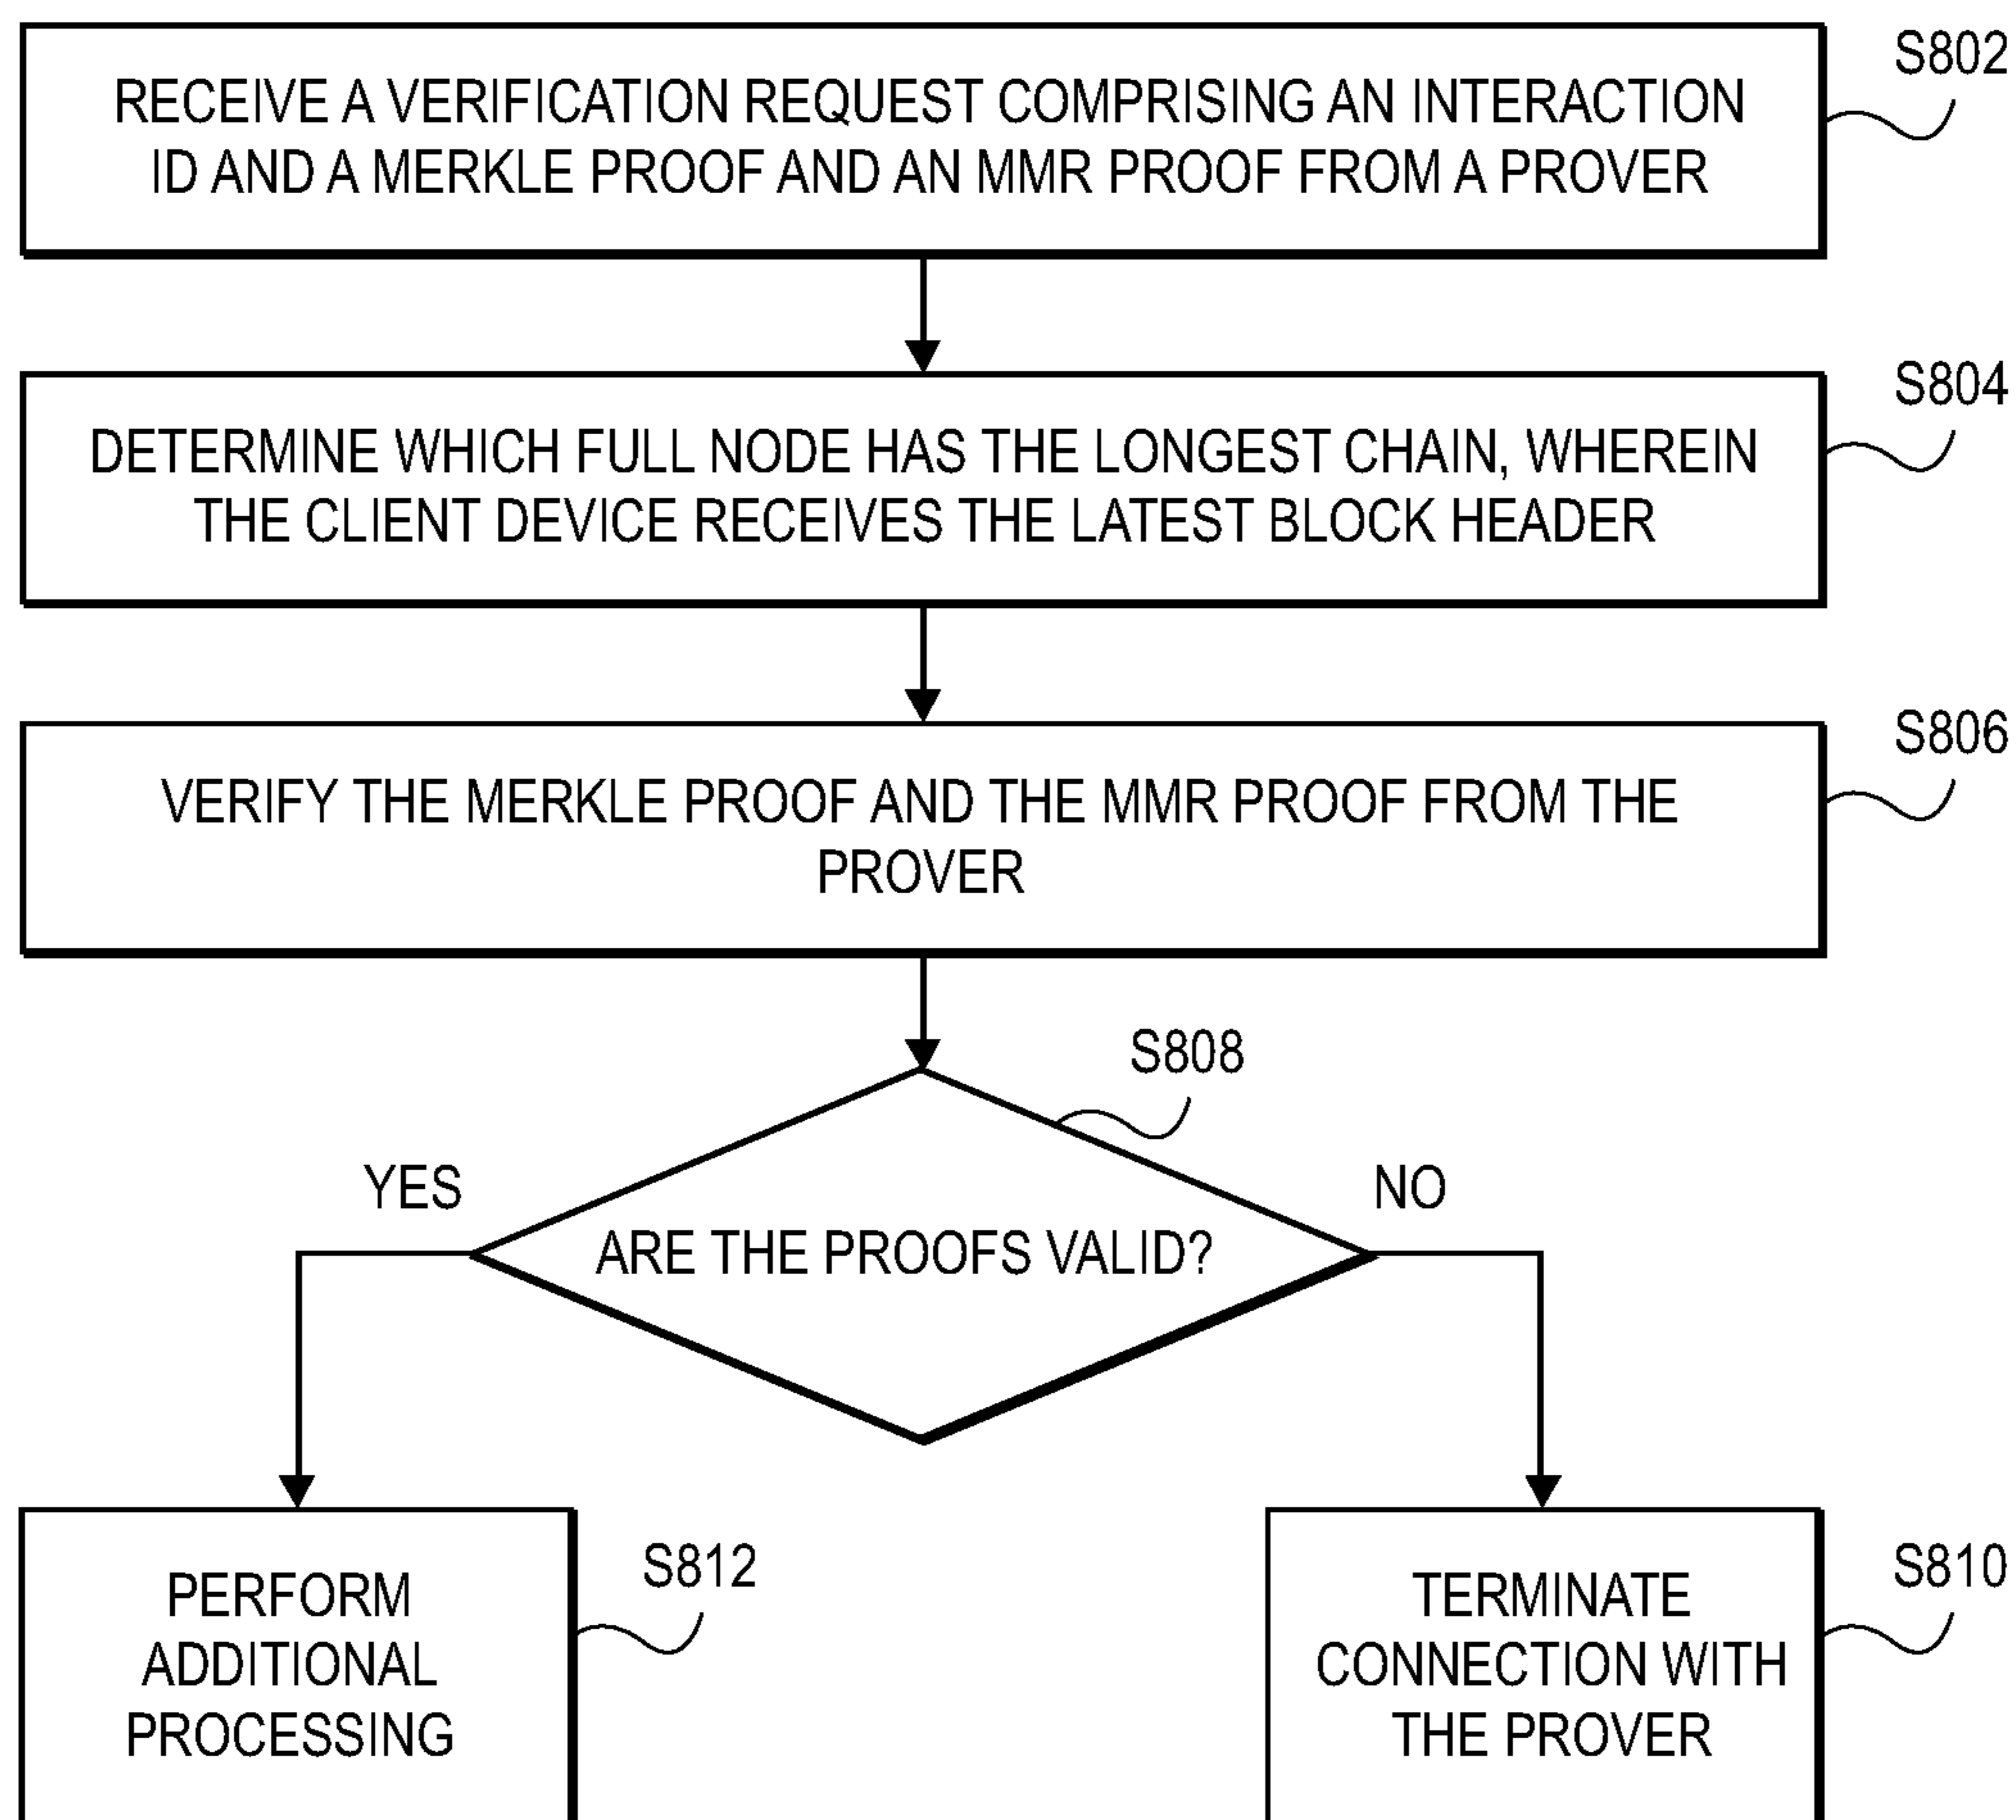 S802
RECEIVE A VERIFICATION REQUEST COMPRISING AN INTERACTION
ID AND A MERKLE PROOF AND AN MMR PROOF FROM A PROVER
S804
DETERMINE WHICH FULL NODE HAS THE LONGEST CHAIN, WHEREIN
THE CLIENT DEVICE RECEIVES THE LATEST BLOCK HEADER
S806
VERIFY THE MERKLE PROOF AND THE MMR PROOF FROM THE
PROVER
S808
YES
NO
ARE THE PROOFS VALID?
S812
PERFORM
ADDITIONAL
PROCESSING
S810
TERMINATE
CONNECTION WITH
THE PROVER